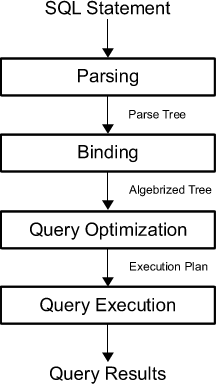 SQL Statement
Parsing
Parse Tree
Binding
Algebrized Tree
Query Optimization
Execution Plan
Query Execution
Query Results